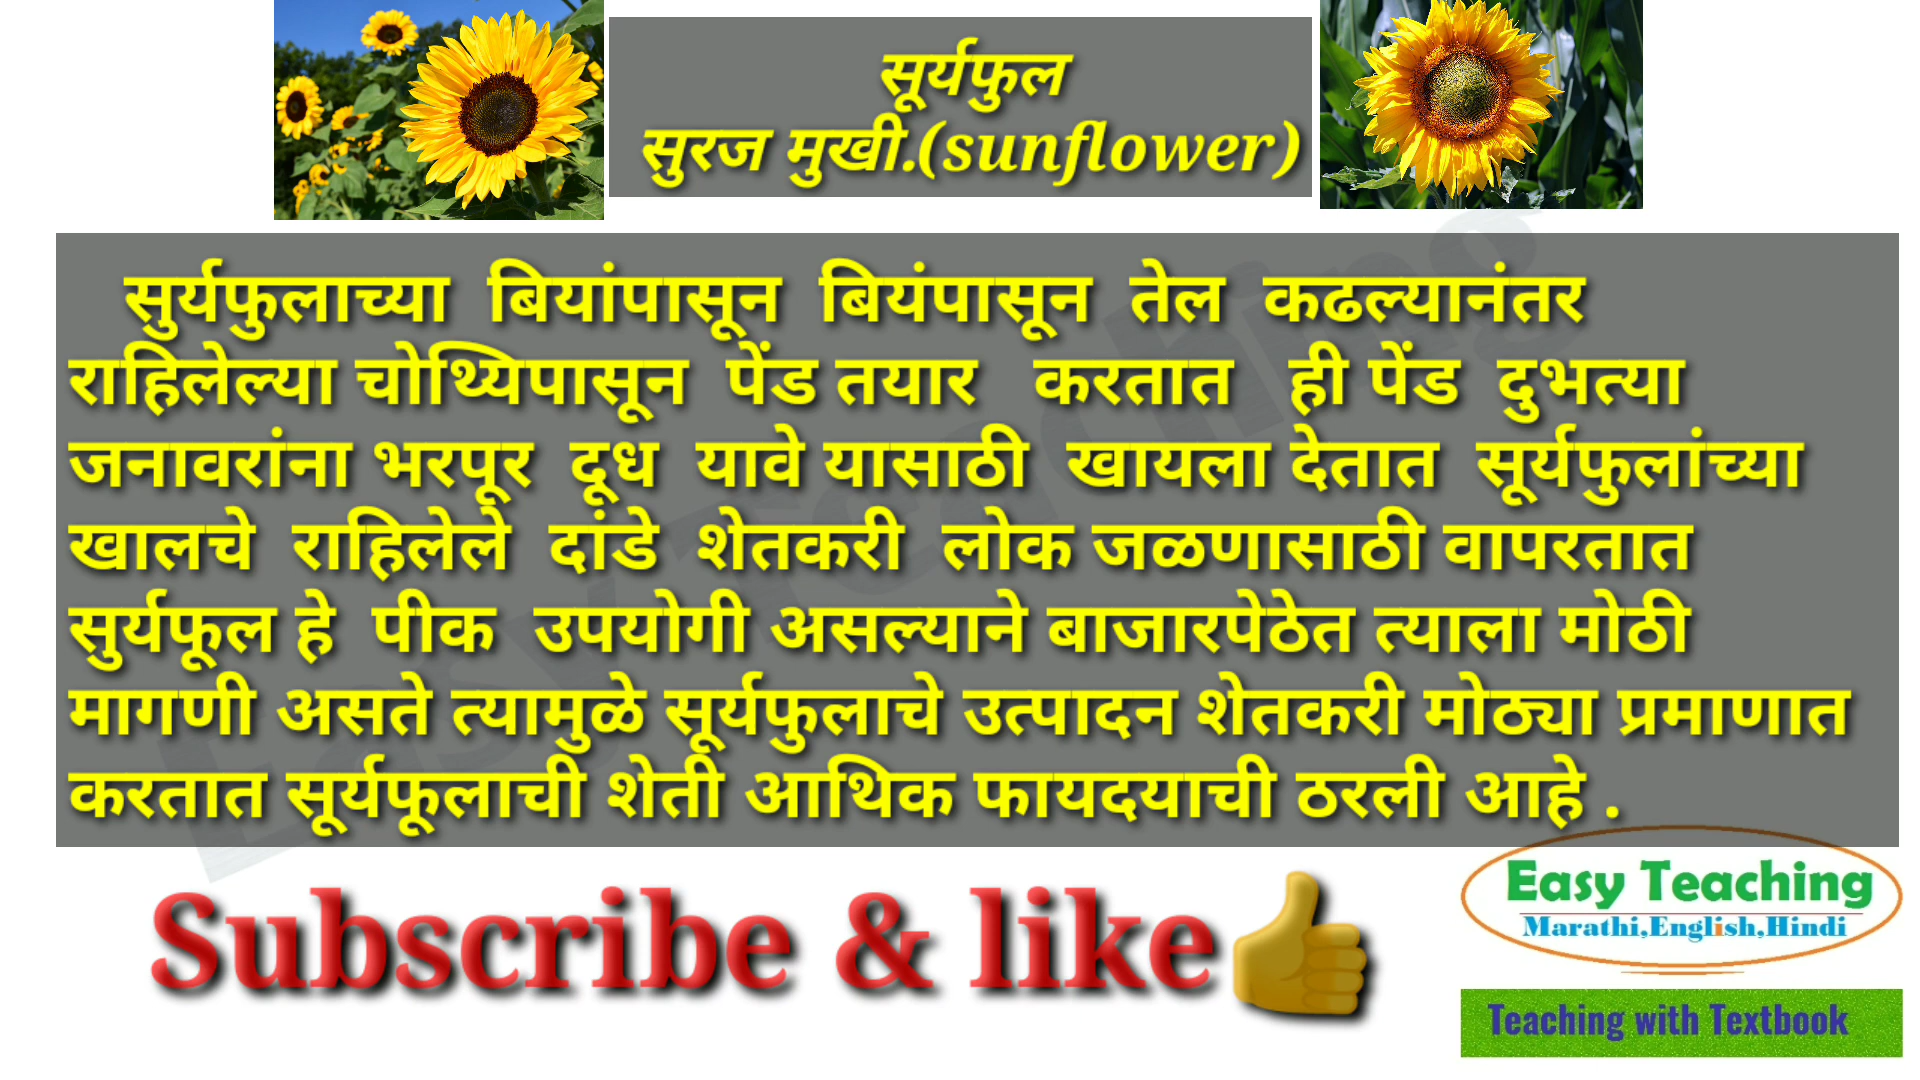 सूर्यफुल
सुरज मुखी.(sunflower)
सुर्यफुलाच्या बियांपासून बियंपासून तेल कढल्यानंतर
राहिलेल्या चोथ्यिपासून पेंड तयार करतात ही पेंड दुभत्या
जनावरांना भरपूर दूध यावे यासाठी खायला देतात सूर्यफुलांच्या
खालचे राहिलेले दांडे शेतकरी लोक जळणासाठी वापरतात
सुर्यफूल हे पीक उपयोगी असल्याने बाजारपेठेत त्याला मोठी
मागणी असते त्यामुळे सूर्यफुलाचे उत्पादन शेतकरी मोठ्या प्रमाणात
करतात सूर्यफूलाची शेती आथिक फायदयाची ठरली आहे .
Subscribe & like
Easy Teaching
Marathi,English,Hindi
Teaching with Textbook
Easy Teaching